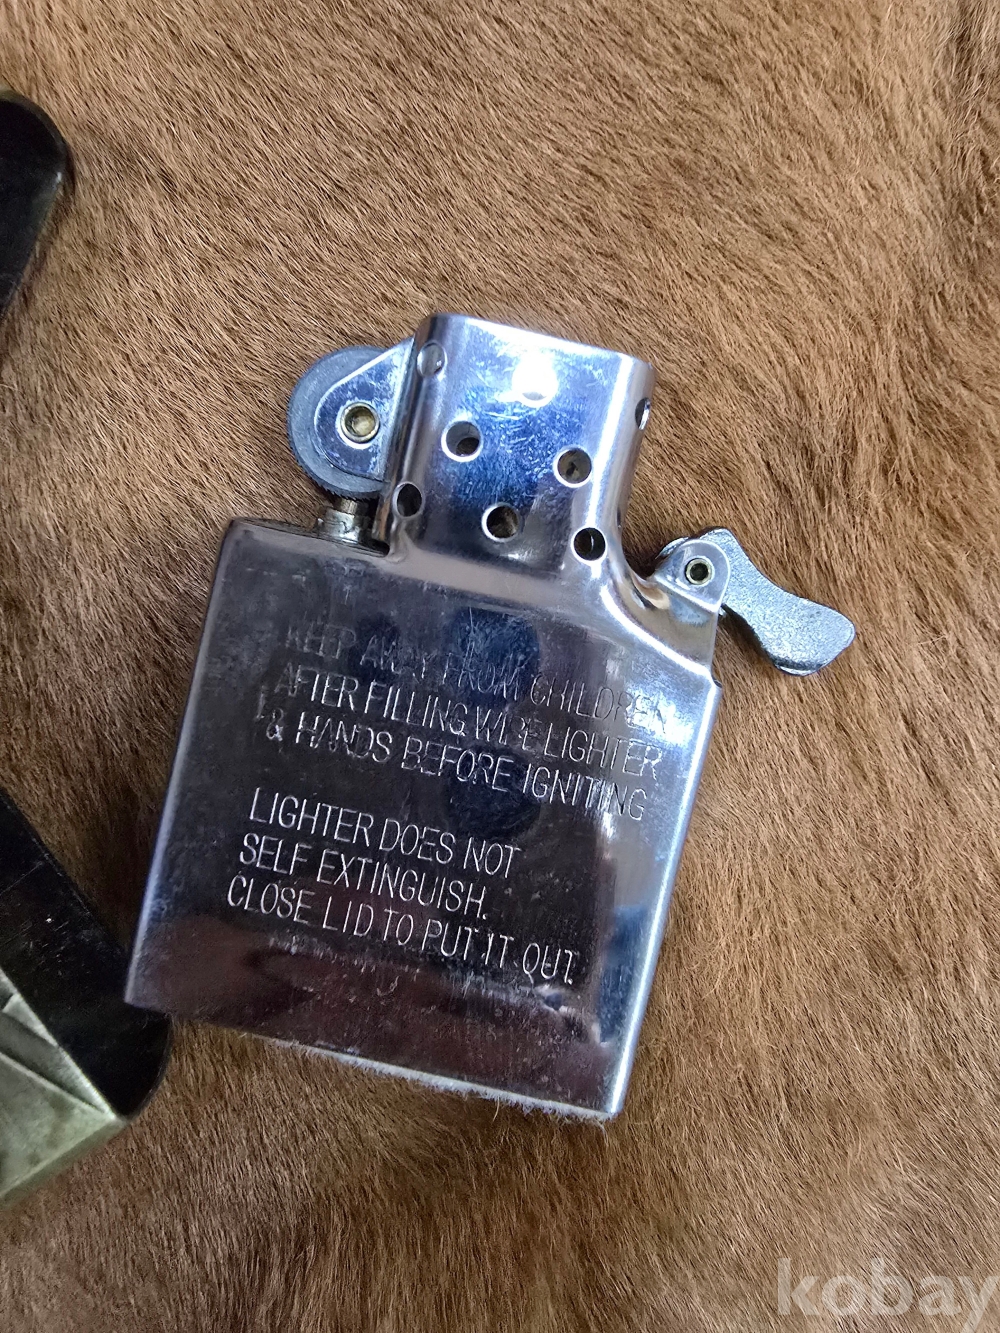 KEEP AWAY FROM CHILDREN
AFTER FILLING WIPE LIGHTER
& HANDS BEFORE IGNITING
LIGHTER DOES NOT
SELF EXTINGUISH.
CLOSE LID TO PUT IT OUT.
kobay